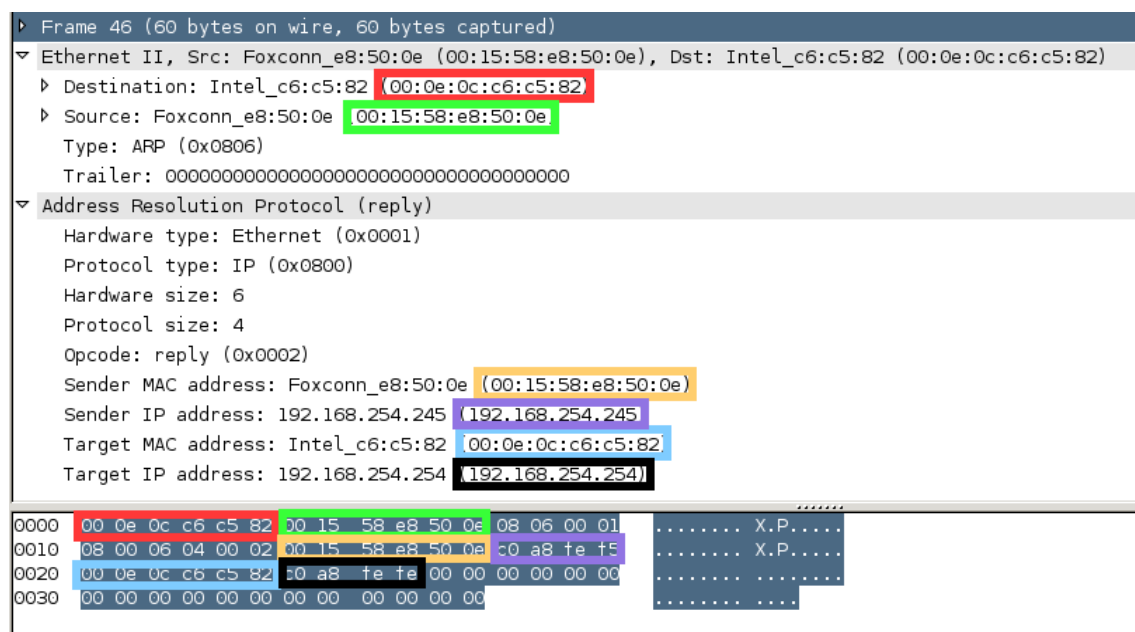 Frame 46 (60 bytes on wire, 60 bytes captured)
Ethernet II, Src: Foxconn_e8:50:0e (00:15:58:e8:50:0e), Dst: Intel_c6:c5:82 (00:0e:0c:c6:c5:82)
Destination: Intel_c6:c5:82 (00:0e:0c:c6:c5:82)
Source: Foxconn_e8:50:0e (00:15:58:e8:50:0e)
Type: ARP (0x0806)
Trailer: 000000000000000000000000000000000000
Address Resolution Protocol (reply)
Hardware type: Ethernet (0x0001)
Protocol type: IP (0x0800)
Hardware size: 6
Protocol size: 4
Opcode: reply (0x0002)
Sender MAC address: Foxconn_e8:50:0e (00:15:58:e8:50:0e)
Sender IP address: 192.168.254.245 (192.168.254.245)
Target MAC address: Intel_c6:c5:82 (00:0e:0c:c6:c5:82)
Target IP address: 192.168.254.254 (192.168.254.254)
0000 00 0e 0c c6 c5 82 00 15 58 e8 50 0e 08 06 00 01 ........ X.P.....
0010 08 00 06 04 00 02 00 15 58 e8 50 0e c0 a8 fe f5 ........ X.P.....
0020 00 0e 0c c6 c5 82 c0 a8 fe fe 00 00 00 00 00 00 ........ ........
0030 00 00 00 00 00 00 00 00 00 00 00 00 ........ ....